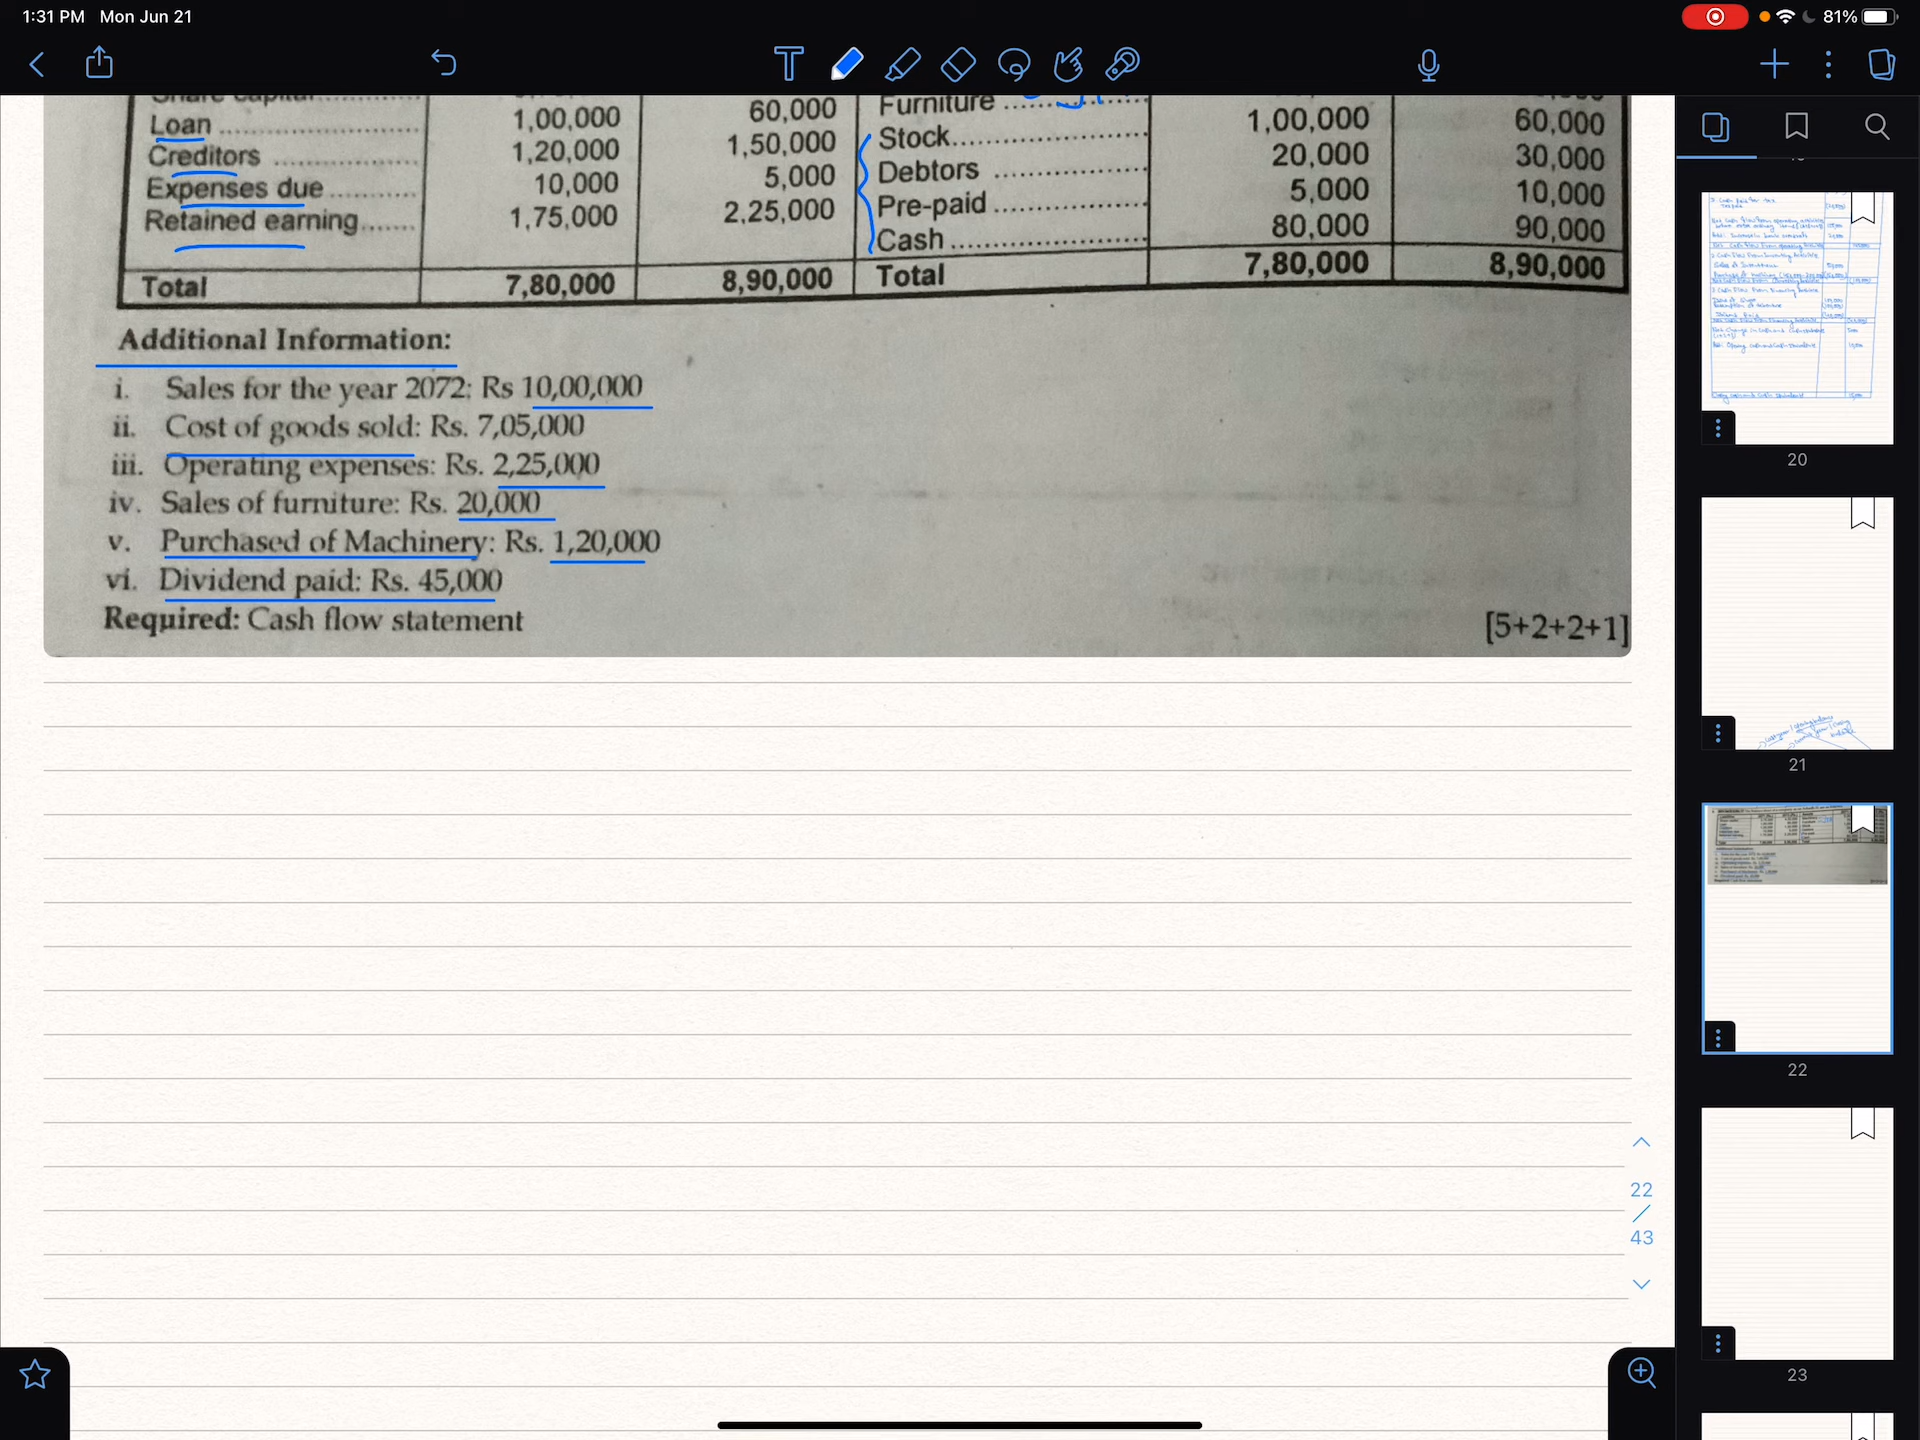 1:31 PM Mon Jun 21
81%
Share capital
Loan 1,00,000 60,000
Creditors 1,20,000 1,50,000
Expenses due 10,000 5,000
Retained earning 1,75,000 2,25,000
Total 7,80,000 8,90,000
Furniture
Stock 1,00,000 60,000
Debtors 20,000 30,000
Pre-paid 5,000 10,000
Cash 80,000 90,000
Total 7,80,000 8,90,000
Additional Information:
i. Sales for the year 2072: Rs 10,00,000
ii. Cost of goods sold: Rs. 7,05,000
iii. Operating expenses: Rs. 2,25,000
iv. Sales of furniture: Rs. 20,000
v. Purchased of Machinery: Rs. 1,20,000
vi. Dividend paid: Rs. 45,000
Required: Cash flow statement
[5+2+2+1]
22
/
43
20
21
22
23